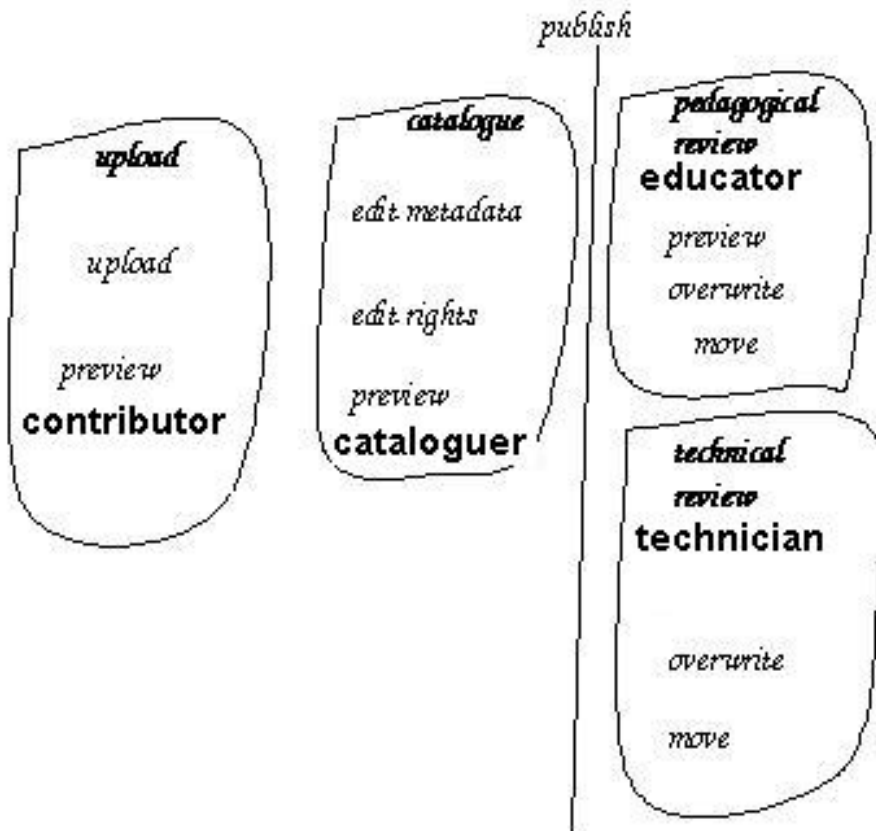 publish
upload
upload
preview
contributor
catalogue
edit metadata
edit rights
preview
cataloguer
pedagogical
review
educator
preview
overwrite
move
technical
review
technician
overwrite
move